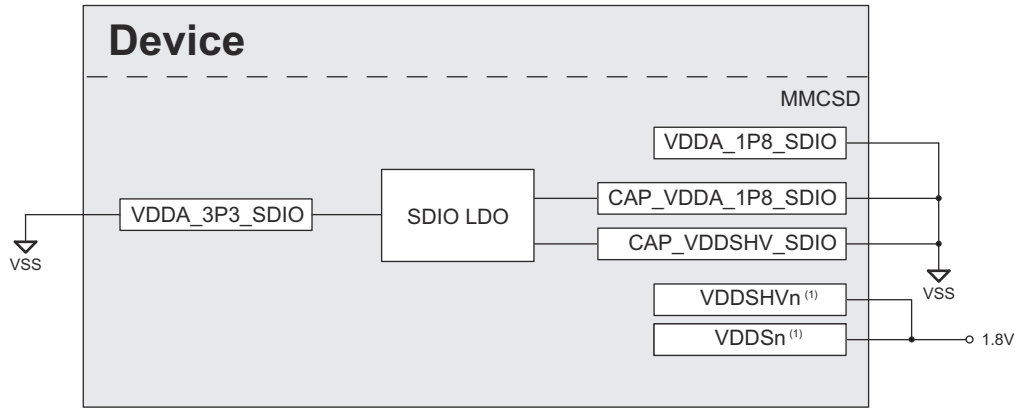 Device
MMCSD
VDDA_1P8_SDIO
VDDA_3P3_SDIO
SDIO LDO
CAP_VDDA_1P8_SDIO
CAP_VDDSHV_SDIO
VSS
VSS
VDDSHVn (1)
VDDSn (1)
1.8V